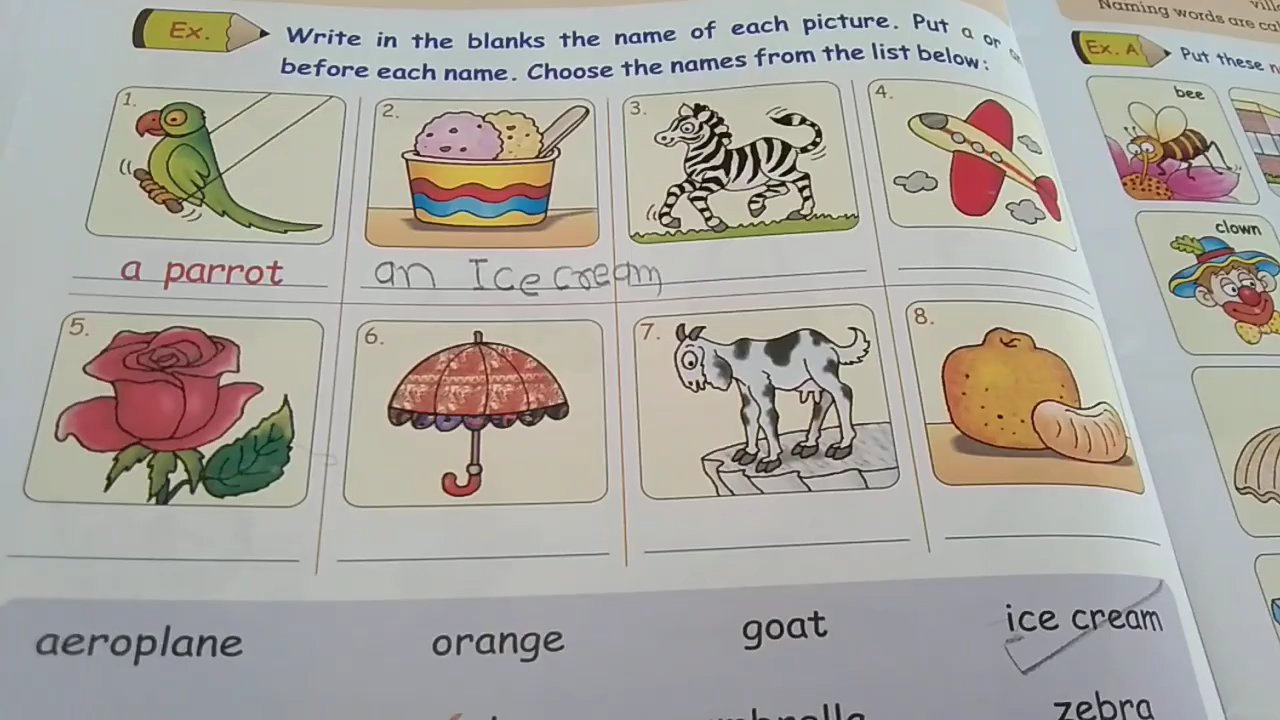 Ex. Write in the blanks the name of each picture. Put a or
before each name. Choose the names from the list below:
1.
2.
3.
4.
a parrot
an Ice cream
5.
6.
7.
8.
aeroplane orange goat ice cream
zebra
Naming words are
Ex. A Put these
bee
clown